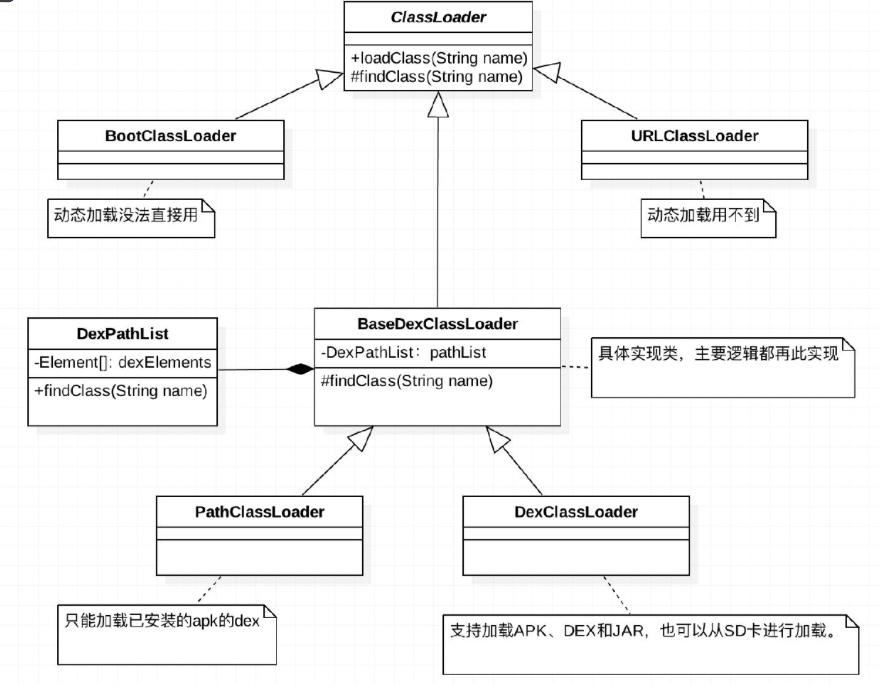 ClassLoader
+loadClass(String name)
#findClass(String name)
BootClassLoader
URLClassLoader
动态加载没法直接用
动态加载用不到
DexPathList
-Element[]: dexElements
+findClass(String name)
BaseDexClassLoader
-DexPathList：pathList
#findClass(String name)
具体实现类，主要逻辑都再此实现
PathClassLoader
DexClassLoader
只能加载已安装的apk的dex
支持加载APK、DEX和JAR，也可以从SD卡进行加载。